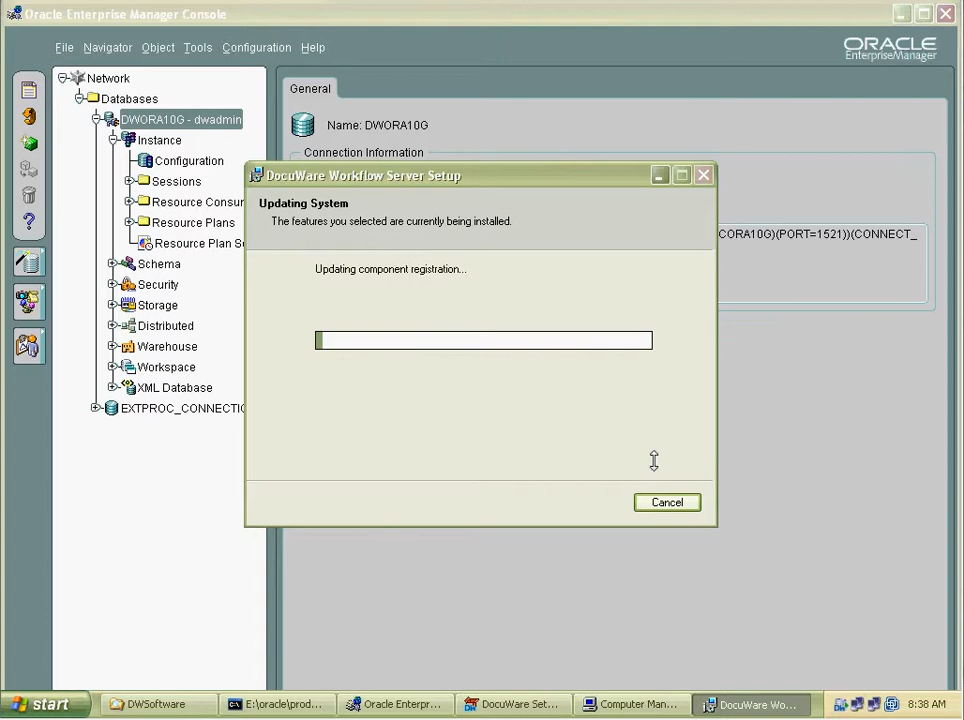 Oracle Enterprise Manager Console
File Navigator Object Tools Configuration Help
ORACLE
EnterpriseManager
Network
Databases
DWORA10G - dwadmin
Instance
Configuration
Sessions
Resource Consur
Resource Plans
Resource Plan S
Schema
Security
Storage
Distributed
Warehouse
Workspace
XML Database
EXTPROC_CONNECTIO
General
Name: DWORA10G
Connection Information
CORA10G)(PORT=1521))(CONNECT_
DocuWare Workflow Server Setup
Updating System
The features you selected are currently being installed.
Updating component registration...
Cancel
start
DWSoftware
E:\oracle\prod...
Oracle Enterpr...
DocuWare Set...
Computer Man...
DocuWare Wo...
8:38 AM